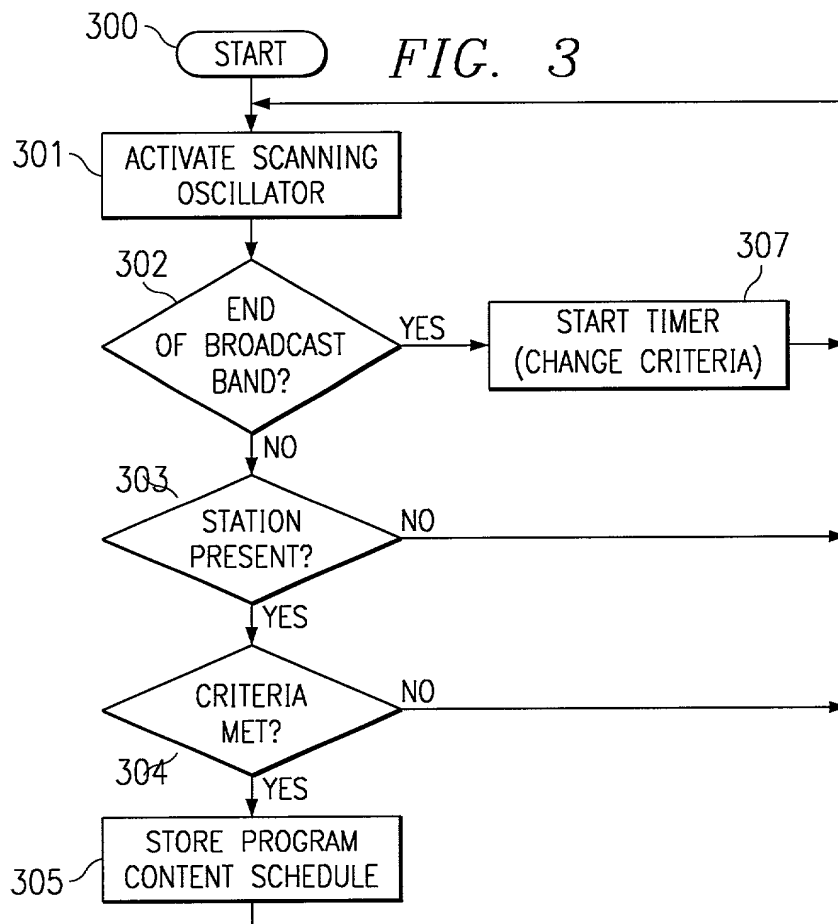 300
START
FIG. 3
301
ACTIVATE SCANNING
OSCILLATOR
302
END
OF BROADCAST
BAND?
YES
307
START TIMER
(CHANGE CRITERIA)
NO
303
STATION
PRESENT?
NO
YES
CRITERIA
MET?
NO
304
YES
STORE PROGRAM
CONTENT SCHEDULE
305